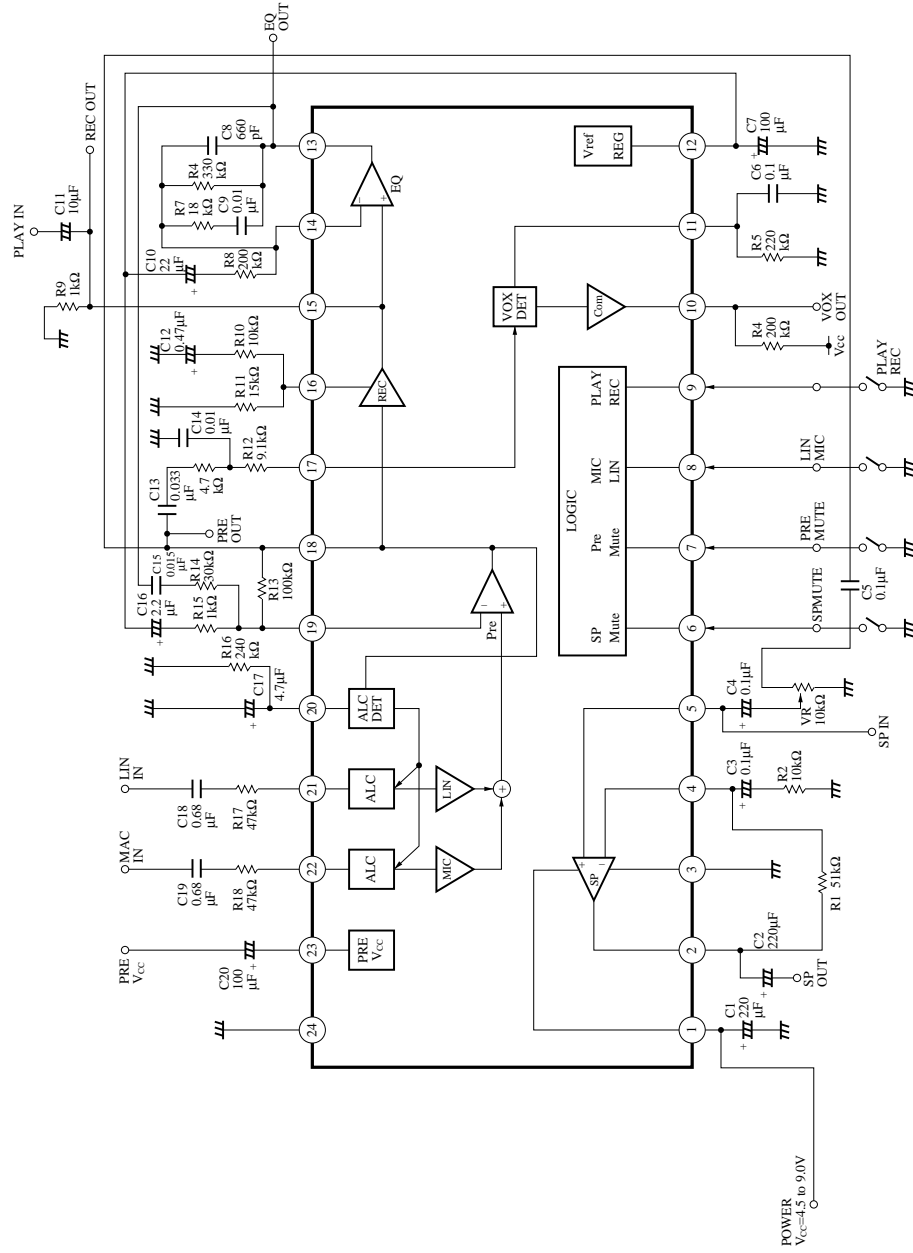 PLAY IN
C11
10µF
REC OUT
EQ
OUT
R9
1kΩ
C10
22
µF
+
R8
200
kΩ
R7
18
kΩ
C9
0.01
µF
R4
330
kΩ
C8
660
pF
C12
0.47µF
+
R10
10kΩ
R11
15kΩ
C14
0.01
µF
R12
9.1kΩ
C13
0.033
µF
4.7
kΩ
PRE
OUT
C16
2.2
µF
+
C15
0.015
µF
R14
30kΩ
R15
1kΩ
R13
100kΩ
R16
240
kΩ
C17
4.7µF
+
LIN
IN
C18
0.68
µF
R17
47kΩ
MAC
IN
C19
0.68
µF
R18
47kΩ
PRE
VCC
C20
100
µF
+
24
23
22
21
20
19
18
17
16
15
14
13
PRE
VCC
ALC
ALC
ALC
DET
MIC
LIN
+
Pre
−
+
REC
EQ
−
+
VOX
DET
Com
Vref
REG
LOGIC
SP
Mute
Pre
Mute
MIC
LIN
PLAY
REC
SP
+
−
1
2
3
4
5
6
7
8
9
10
11
12
POWER
VCC=4.5 to 9.0V
C1
220
µF
+
C2
220µF
+
SP
OUT
R1 51kΩ
C3
0.1µF
+
R2
10kΩ
C4
0.1µF
+
VR
10kΩ
SP IN
C5
0.1µF
SPMUTE
PRE
MUTE
LIN
MIC
PLAY
REC
R4
200
kΩ
Vcc
VOX
OUT
R5
220
kΩ
C6
0.1
µF
C7
100
µF
+